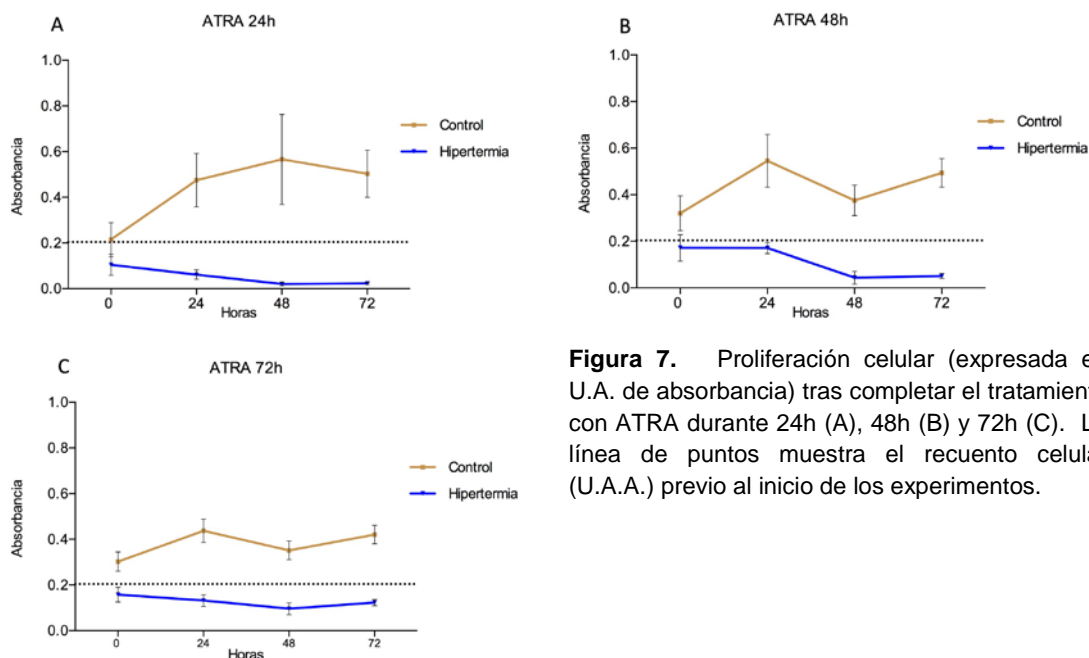 A
ATRA 24h
1.0
0.8
0.6
0.4
0.2
0.0
Absorbancia
0
24
48
72
Horas
Control
Hipertermia
B
ATRA 48h
1.0
0.8
0.6
0.4
0.2
0.0
Absorbancia
0
24
48
72
Horas
Control
Hipertermia
C
ATRA 72h
1.0
0.8
0.6
0.4
0.2
0.0
Absorbancia
0
24
48
72
Horas
Control
Hipertermia
Figura 7. Proliferación celular (expresada e
U.A. de absorbancia) tras completar el tratamient
con ATRA durante 24h (A), 48h (B) y 72h (C). L
línea de puntos muestra el recuento celula
(U.A.A.) previo al inicio de los experimentos.